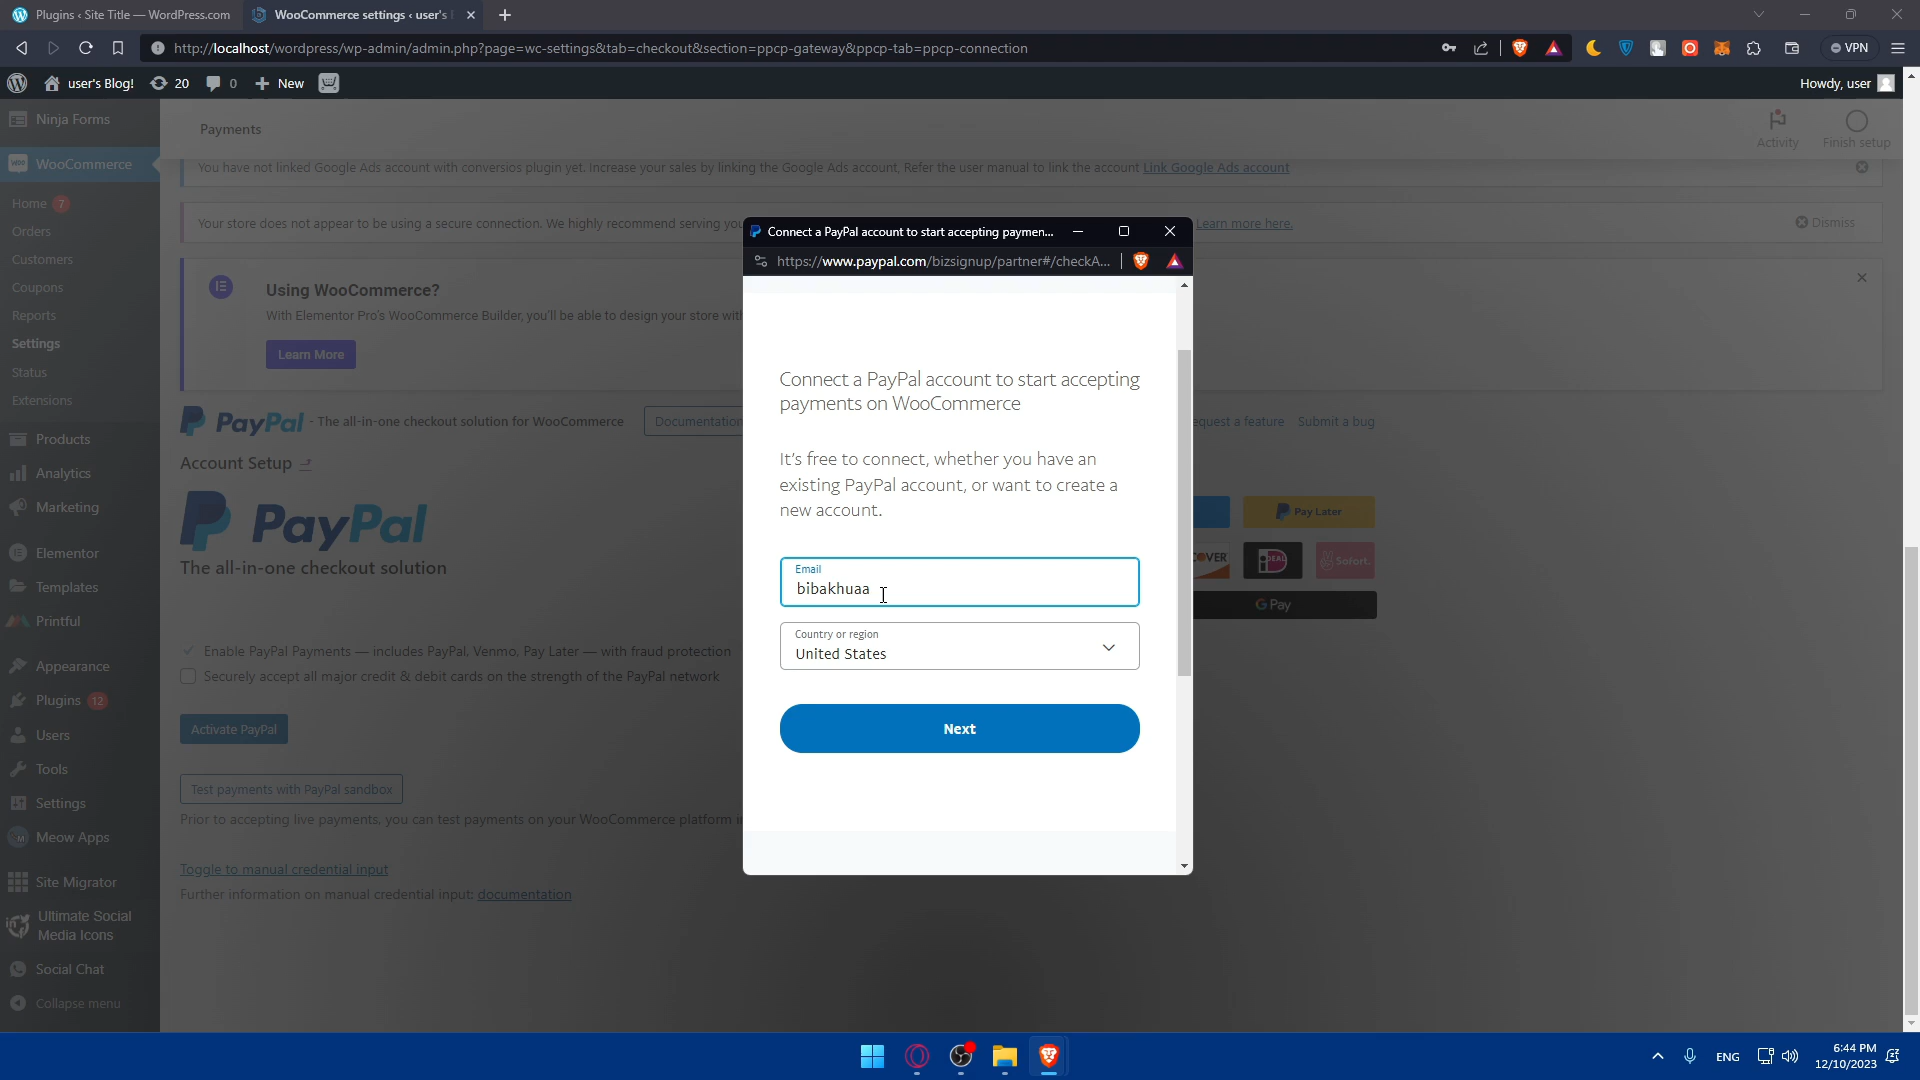 Plugins ‹ Site Title — WordPress.com
WooCommerce settings ‹ user's
http://localhost/wordpress/wp-admin/admin.php?page=wc-settings&tab=checkout&section=ppcp-gateway&ppcp-tab=ppcp-connection
VPN
user's Blog!
20
0
New
Howdy, user
Ninja Forms
WooCommerce
Home 7
Orders
Customers
Coupons
Reports
Settings
Status
Extensions
Products
Analytics
Marketing
Elementor
Templates
Printful
Appearance
Plugins 12
Users
Tools
Settings
Meow Apps
Site Migrator
Ultimate Social
Media Icons
Social Chat
Collapse menu
Payments
Activity
Finish setup
You have not linked Google Ads account with conversios plugin yet. Increase your sales by linking the Google Ads account, Refer the user manual to link the account Link Google Ads account
Your store does not appear to be using a secure connection. We highly recommend serving you
Learn more here.
Dismiss
Using WooCommerce?
With Elementor Pro's WooCommerce Builder, you'll be able to design your store wit
Learn More
PayPal - The all-in-one checkout solution for WooCommerce
Documentation
equest a feature
Submit a bug
Account Setup
PayPal
The all-in-one checkout solution
Pay Later
OVER
iDEAL
Sofort.
G Pay
Enable PayPal Payments — includes PayPal, Venmo, Pay Later — with fraud protection
Securely accept all major credit & debit cards on the strength of the PayPal network
Activate PayPal
Test payments with PayPal sandbox
Prior to accepting live payments, you can test payments on your WooCommerce platform i
Toggle to manual credential input
Further information on manual credential input: documentation
Connect a PayPal account to start accepting paymen...
https://www.paypal.com/bizsignup/partner#/checkA...
Connect a PayPal account to start accepting
payments on WooCommerce
It's free to connect, whether you have an
existing PayPal account, or want to create a
new account.
Email
bibakhuaa
Country or region
United States
Next
ENG
6:44 PM
12/10/2023